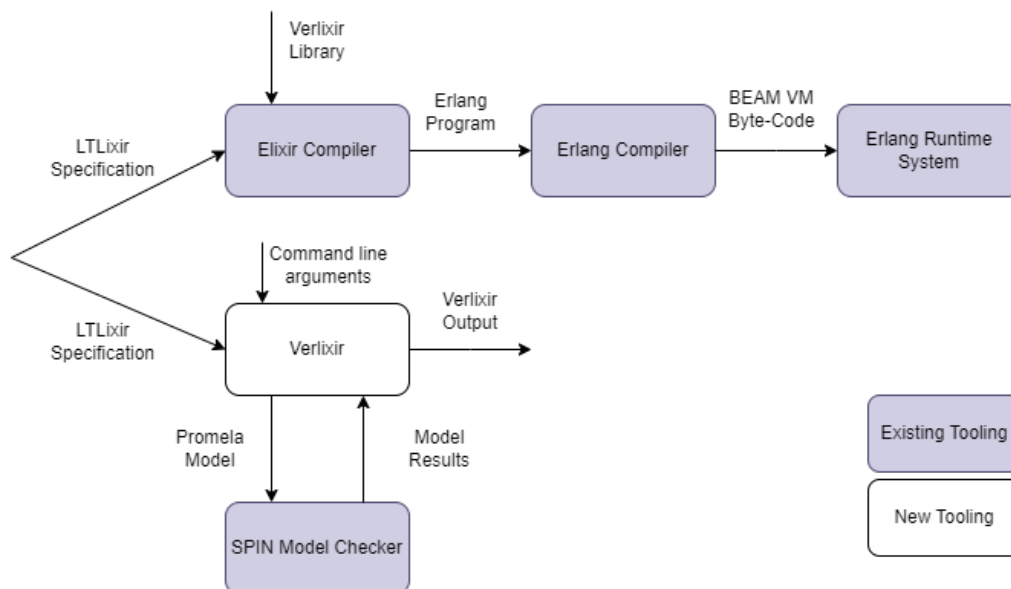 Verlixir
Library
LTLixir
Specification
Elixir Compiler
Erlang
Program
Erlang Compiler
BEAM VM
Byte-Code
Erlang Runtime
System
Command line
arguments
LTLixir
Specification
Verlixir
Verlixir
Output
Promela
Model
Model
Results
SPIN Model Checker
Existing Tooling
New Tooling